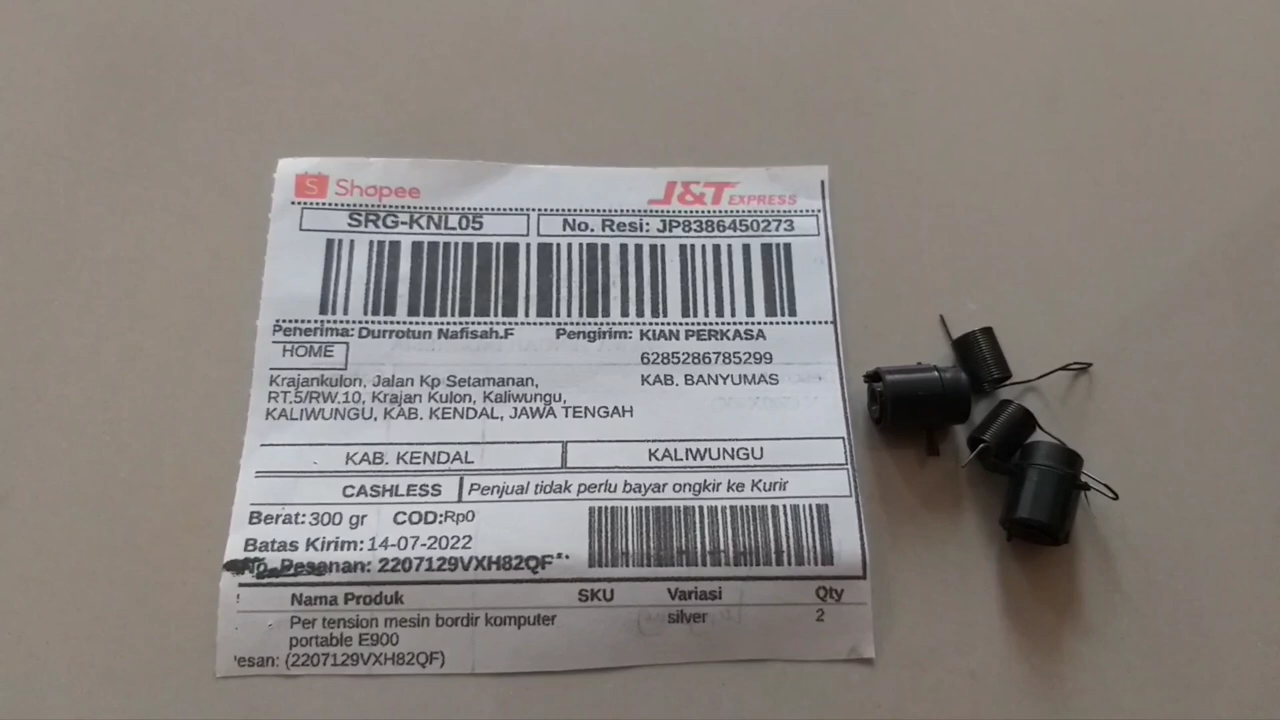 Shopee J&T EXPRESS
SRG-KNL05 No. Resi: JP8386450273
Penerima: Durrotun Nafisah.F Pengirim: KIAN PERKASA
HOME 6285286785299
Krajankulon, Jalan Kp Setamanan, KAB. BANYUMAS
RT.5/RW.10, Krajan Kulon, Kaliwungu,
KALIWUNGU, KAB. KENDAL, JAWA TENGAH
KAB. KENDAL KALIWUNGU
CASHLESS Penjual tidak perlu bayar ongkir ke Kurir
Berat: 300 gr COD:Rp0
Batas Kirim: 14-07-2022
No. Pesanan: 2207129VXH82QF
Nama Produk SKU Variasi Qty
Per tension mesin bordir komputer silver 2
portable E900
esan: (2207129VXH82QF)